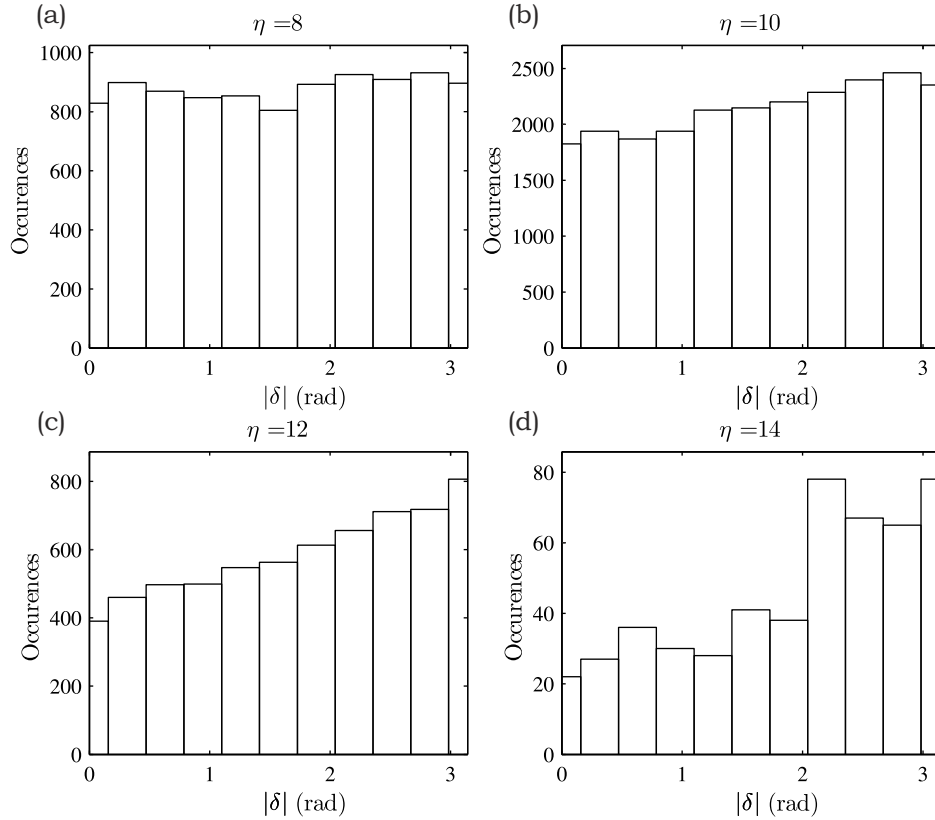 (a)
η =8
1000
800
600
400
200
0
Occurences
0 1 2 3
|δ| (rad)
(b)
η =10
2500
2000
1500
1000
500
0
Occurences
0 1 2 3
|δ| (rad)
(c)
η =12
800
600
400
200
0
Occurences
0 1 2 3
|δ| (rad)
(d)
η =14
80
60
40
20
0
Occurences
0 1 2 3
|δ| (rad)